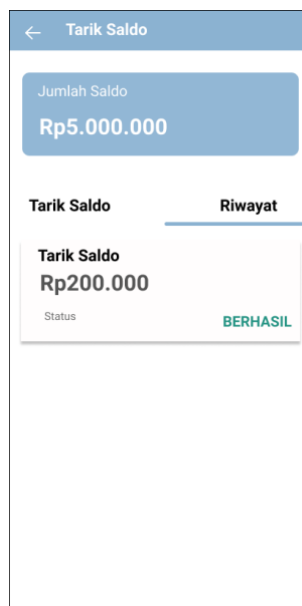 Tarik Saldo
Jumlah Saldo
Rp5.000.000
Tarik Saldo Riwayat
Tarik Saldo
Rp200.000
Status BERHASIL